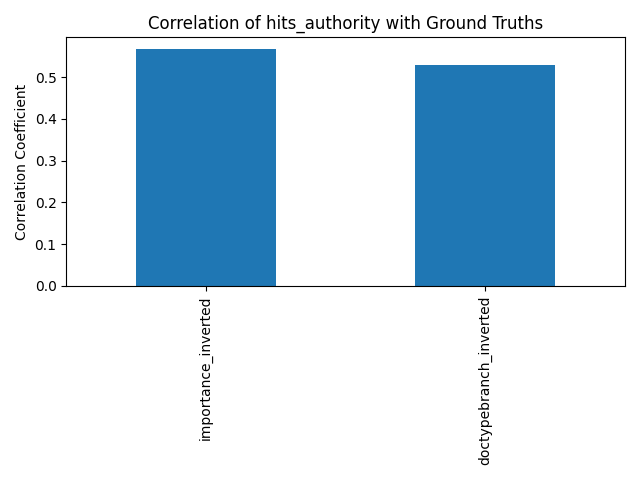 Correlation of hits_authority with Ground Truths
Correlation Coefficient
0.5
0.4
0.3
0.2
0.1
0.0
importance_inverted
doctypebranch_inverted